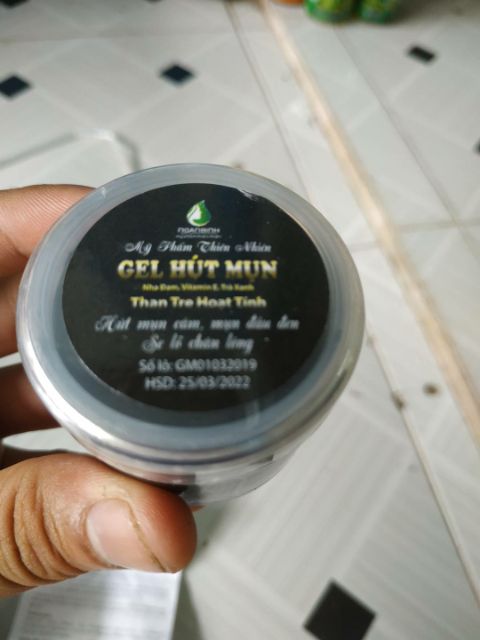 NGANBINH
Mỹ Phẩm Thiên Nhiên
GEL HÚT MỤN
Nha Đam, Vitamin E, Trà Xanh
Than Tre Hoạt Tính
Hút mụn cám, mụn đầu đen
Se lỗ chân lông
Số lô: GM01032019
HSD: 25/03/2022